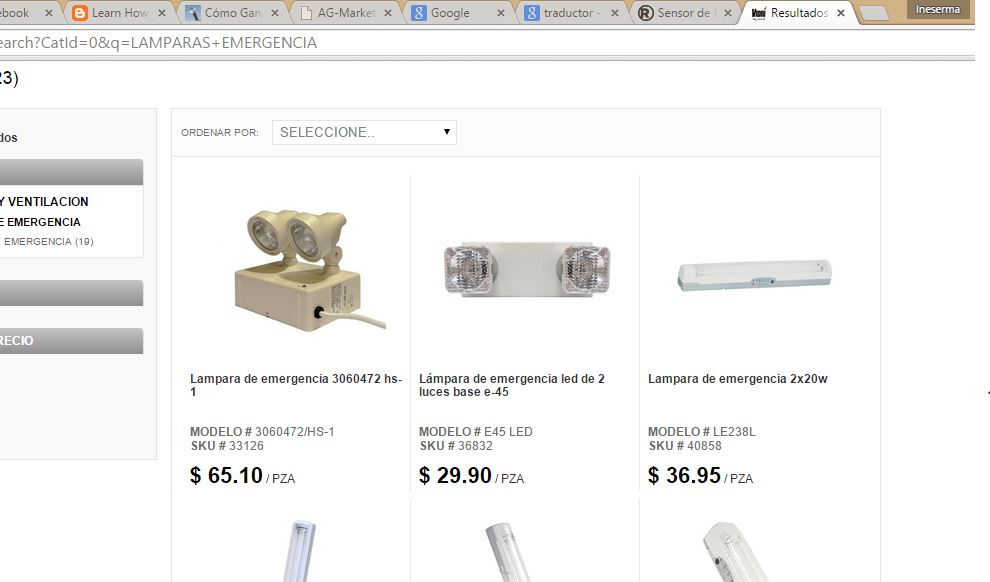 ebook
Learn How
Cómo Gan
AG-Market
Google
traductor -
Sensor de
Resultados
Ineserma
earch?CatId=0&q=LAMPARAS+EMERGENCIA
23)
dos
Y VENTILACION
E EMERGENCIA
EMERGENCIA (19)
RECIO
ORDENAR POR: SELECCIONE..
Lampara de emergencia 3060472 hs-
1
MODELO # 3060472/HS-1
SKU # 33126
$ 65.10 / PZA
Lámpara de emergencia led de 2
luces base e-45
MODELO # E45 LED
SKU # 36832
$ 29.90 / PZA
Lampara de emergencia 2x20w
MODELO # LE238L
SKU # 40858
$ 36.95 / PZA